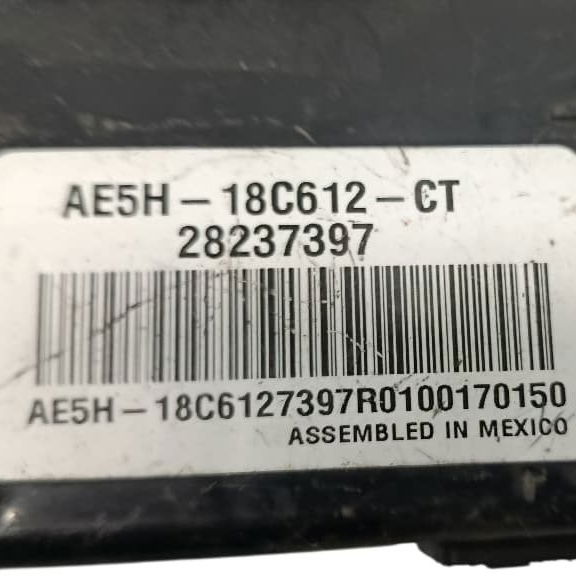 AE5H-18C612-CT
28237397
AE5H-18C6127397R0100170150
ASSEMBLED IN MEXICO